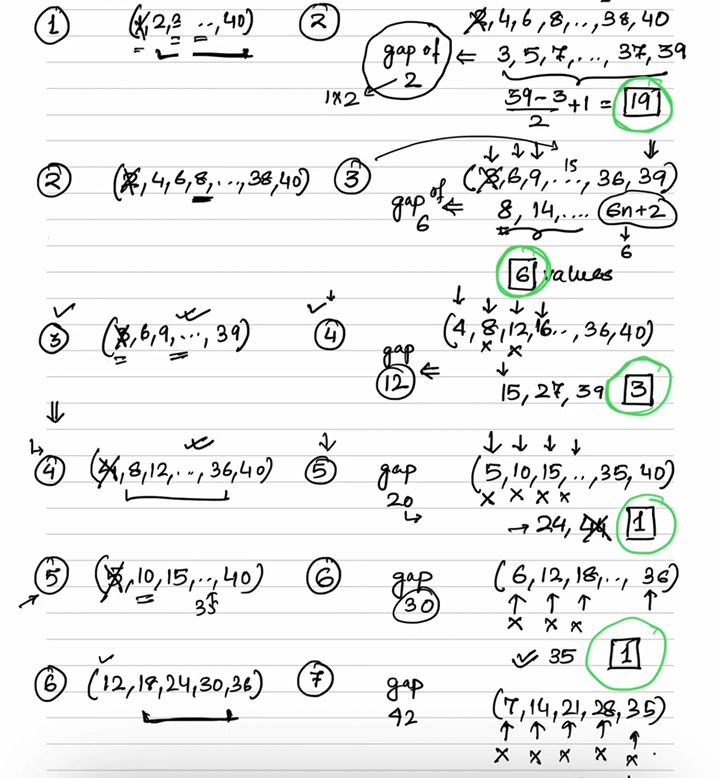 ① (1, 2, 3 .., 40) ② 2, 4, 6, 8, .., 38, 40
gap of 2 ⇐ 3, 5, 7, ..., 37, 39
1x2
39-3/2 + 1 = 19
② (2, 4, 6, 8, ..., 38, 40) ③ (3, 6, 9, ..., 36, 39)
15
gap of 6 ⇐ 8, 14, .... 6n+2
6
6 values
③ (3, 6, 9, ..., 39) ④ (4, 8, 12, 16.., 36, 40)
x x
gap 12 ⇐
15, 27, 39 3
④ (4, 8, 12, ..., 36, 40) ⑤ gap 20 (5, 10, 15, .., 35, 40)
x x x x
→ 24, 44 1
⑤ (5, 10, 15, .., 40) ⑥ gap 30 (6, 12, 18, .., 36)
35
x x x
✓ 35 1
⑥ (12, 18, 24, 30, 36) ⑦ gap 42 (7, 14, 21, 28, 35)
x x x x x